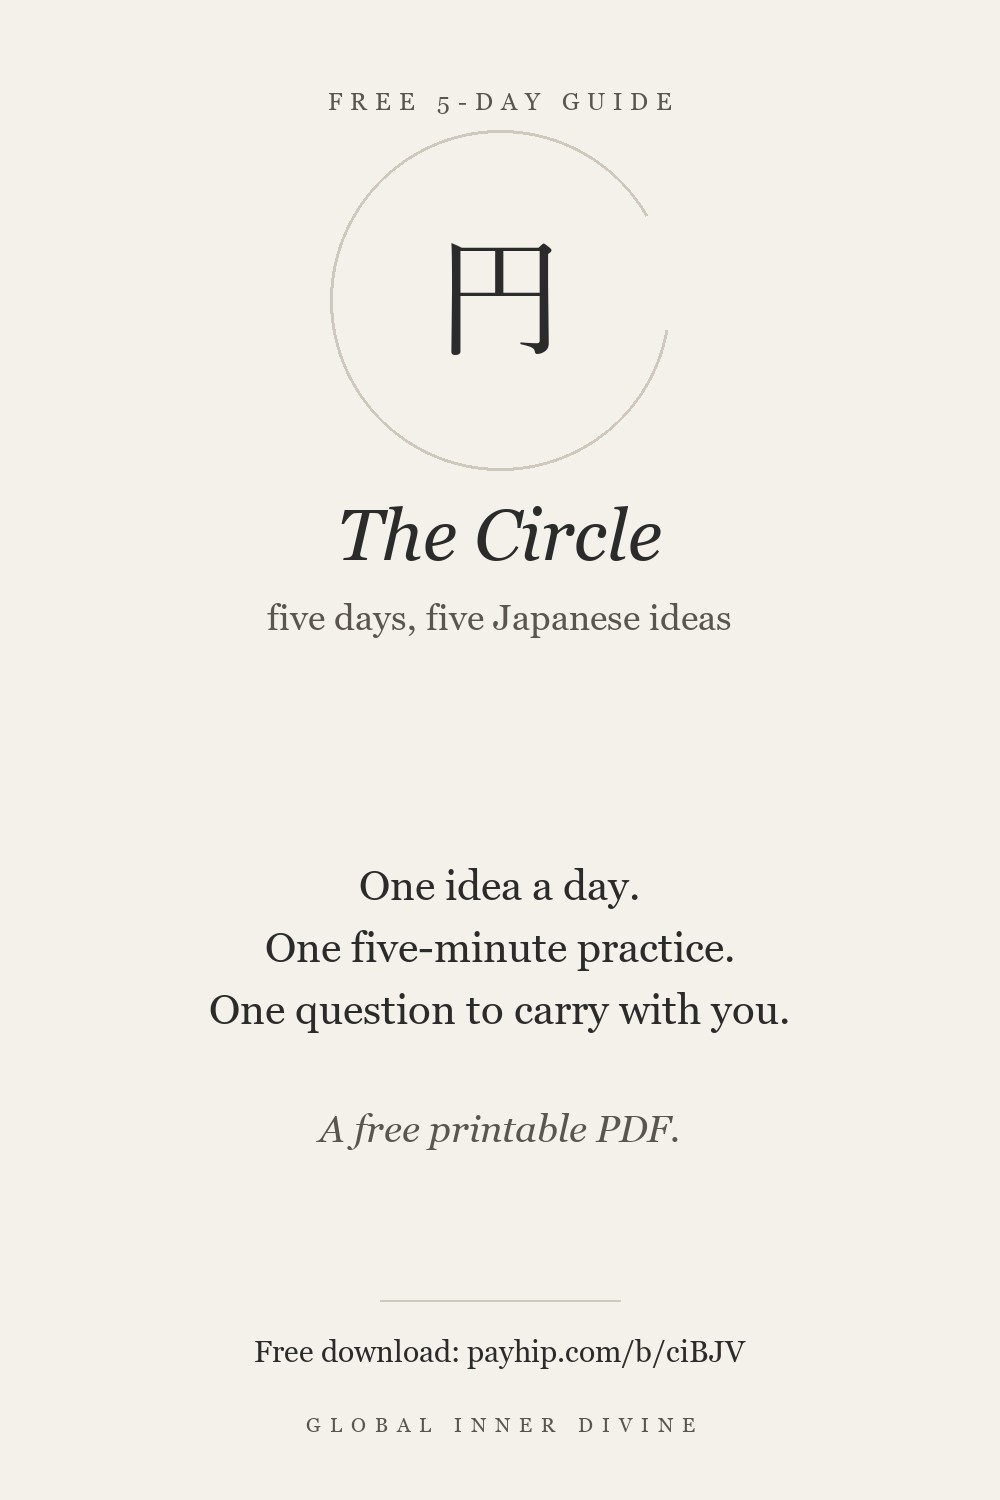 FREE 5-DAY GUIDE
円
The Circle
five days, five Japanese ideas
One idea a day.
One five-minute practice.
One question to carry with you.
A free printable PDF.
Free download: payhip.com/b/ciBJV
GLOBAL INNER DIVINE